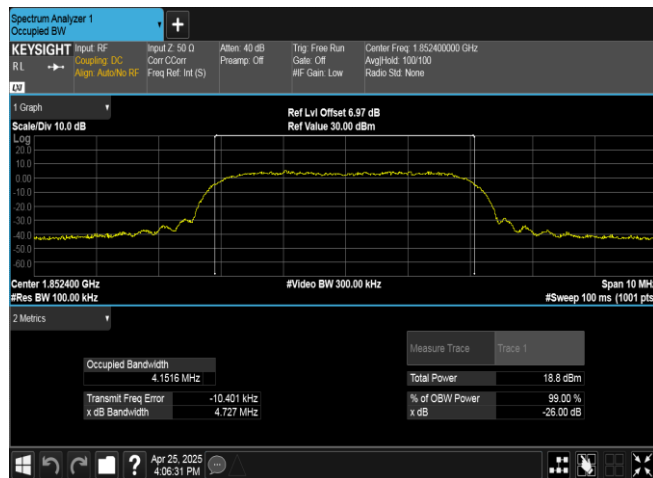 Spectrum Analyzer 1
Occupied BW
KEYSIGHT
Input: RF
Coupling: DC
Align: Auto/No RF
Input Z: 50 Ω
Corr CCorr
Freq Ref: Int (S)
Atten: 40 dB
Preamp: Off
Trig: Free Run
Gate: Off
#IF Gain: Low
Center Freq: 1.852400000 GHz
Avg|Hold: 100/100
Radio Std: None
R L
LXI
1 Graph
Scale/Div 10.0 dB
Ref Lvl Offset 6.97 dB
Ref Value 30.00 dBm
Log
20.0
10.0
0.00
-10.0
-20.0
-30.0
-40.0
-50.0
-60.0
Center 1.852400 GHz
#Video BW 300.00 kHz
Span 10 MHz
#Res BW 100.00 kHz
#Sweep 100 ms (1001 pts
2 Metrics
Measure Trace Trace 1
Occupied Bandwidth
4.1516 MHz
Total Power 18.8 dBm
Transmit Freq Error -10.401 kHz
% of OBW Power 99.00 %
x dB Bandwidth 4.727 MHz
x dB -26.00 dB
Apr 25, 2025
4:06:31 PM